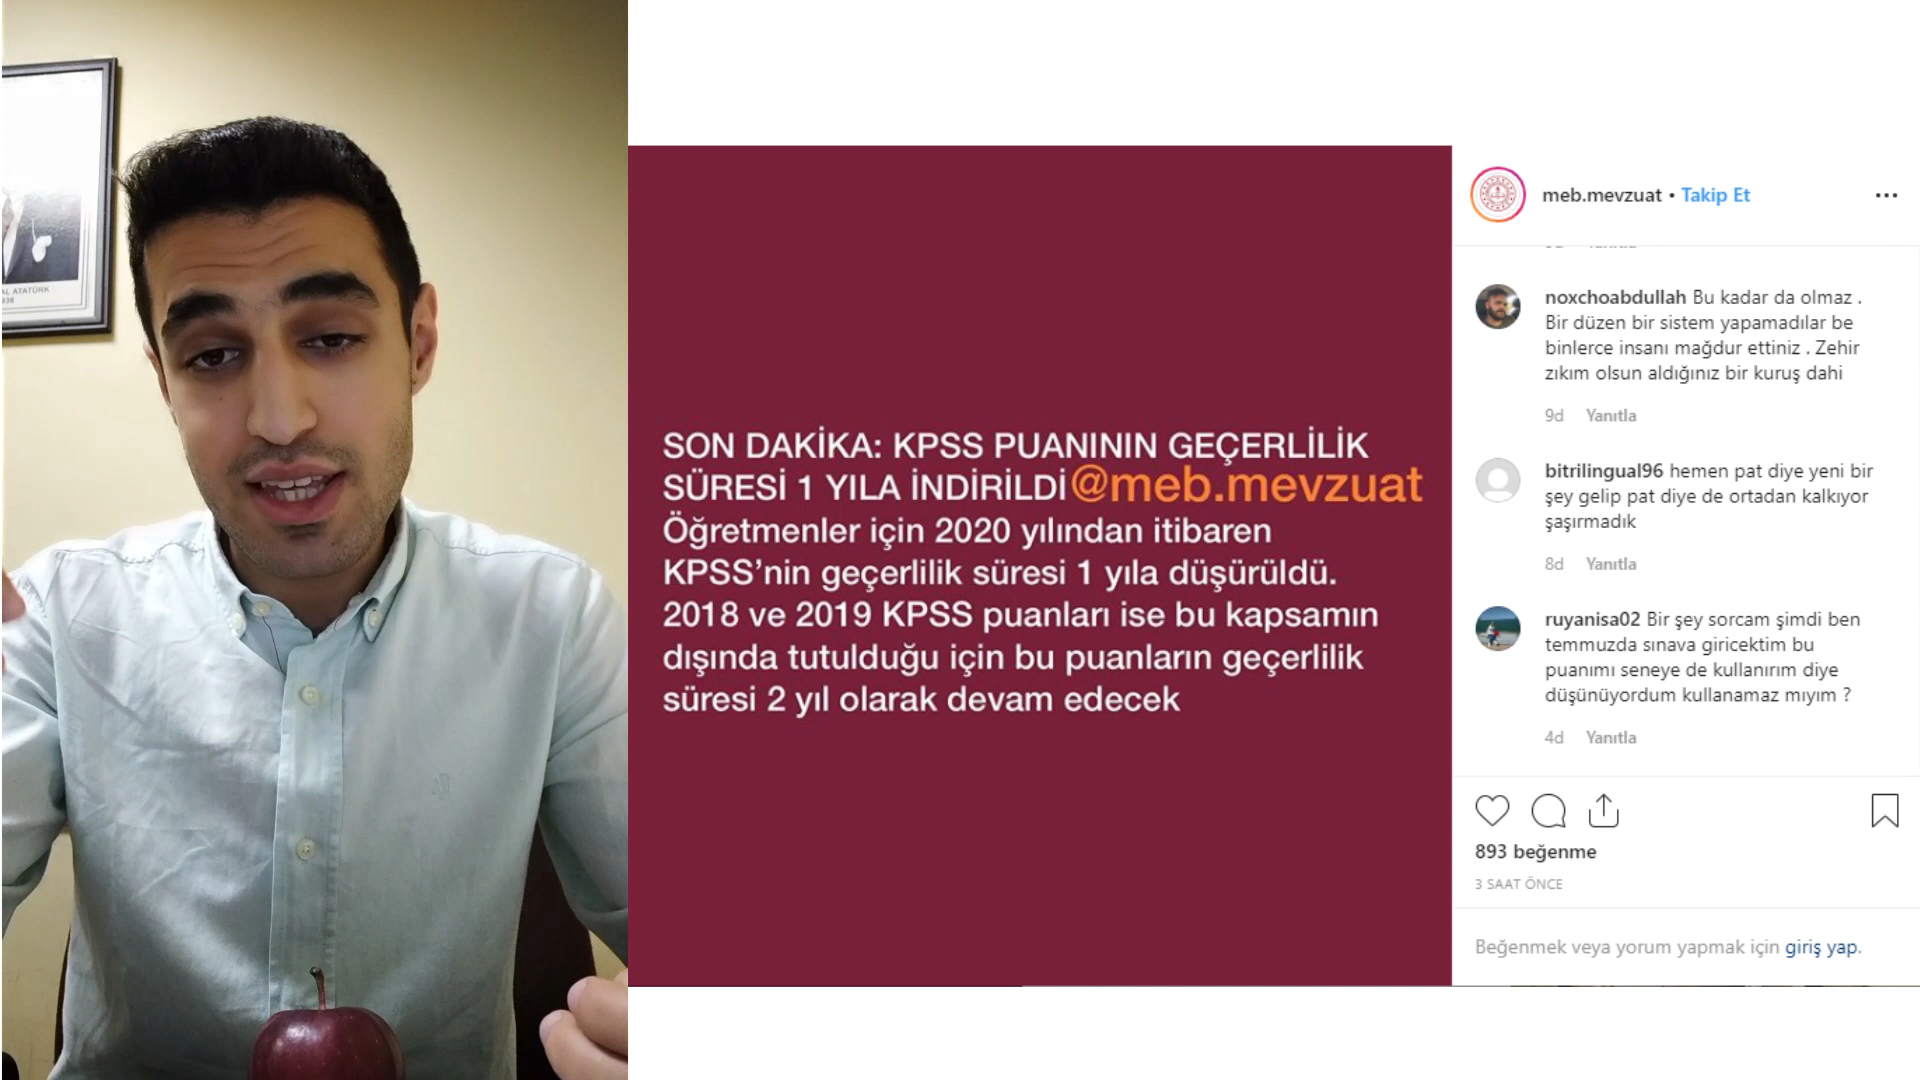 AL ATATÜRK
938
SON DAKİKA: KPSS PUANININ GEÇERLİLİK
SÜRESİ 1 YILA İNDİRİLDİ @meb.mevzuat
Öğretmenler için 2020 yılından itibaren
KPSS’nin geçerlilik süresi 1 yıla düşürüldü.
2018 ve 2019 KPSS puanları ise bu kapsamın
dışında tutulduğu için bu puanların geçerlilik
süresi 2 yıl olarak devam edecek
meb.mevzuat • Takip Et
noxchoabdullah Bu kadar da olmaz .
Bir düzen bir sistem yapamadılar be
binlerce insanı mağdur ettiniz . Zehir
zıkım olsun aldığınız bir kuruş dahi
9d Yanıtla
bitrilingual96 hemen pat diye yeni bir
şey gelip pat diye de ortadan kalkıyor
şaşırmadık
8d Yanıtla
ruyanisa02 Bir şey sorcam şimdi ben
temmuzda sınava giricektim bu
puanımı seneye de kullanırım diye
düşünüyordum kullanamaz mıyım ?
4d Yanıtla
893 beğenme
3 SAAT ÖNCE
Beğenmek veya yorum yapmak için giriş yap.